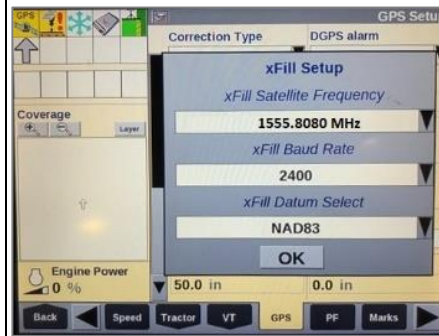 GPS
GPS Setu
Correction Type
DGPS alarm
xFill Setup
xFill Satellite Frequency
1555.8080 MHz
xFill Baud Rate
2400
xFill Datum Select
NAD83
OK
Coverage
Layer
Engine Power
0 %
50.0 in
0.0 in
Back
Speed
Tractor
VT
GPS
PF
Marks